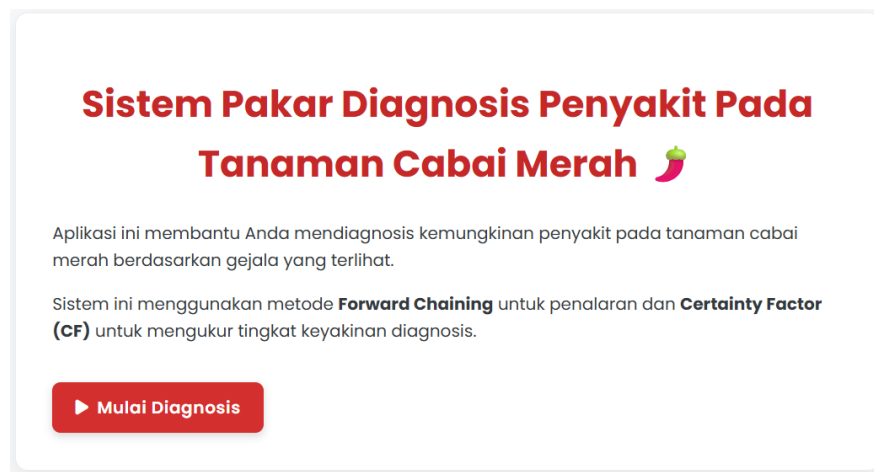 Sistem Pakar Diagnosis Penyakit Pada
Tanaman Cabai Merah 🌶️
Aplikasi ini membantu Anda mendiagnosis kemungkinan penyakit pada tanaman cabai
merah berdasarkan gejala yang terlihat.
Sistem ini menggunakan metode Forward Chaining untuk penalaran dan Certainty Factor
(CF) untuk mengukur tingkat keyakinan diagnosis.
Mulai Diagnosis